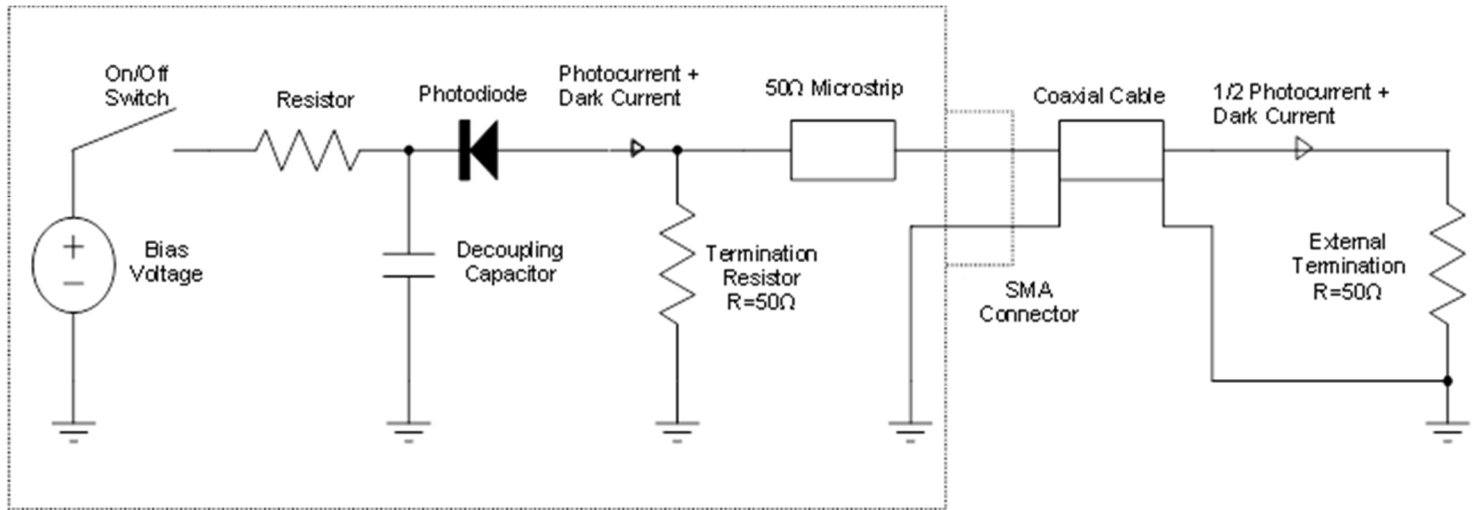 On/Off
Switch
Resistor
Photodiode
Photocurrent +
Dark Current
50Ω Microstrip
Coaxial Cable
1/2 Photocurrent +
Dark Current
+
−
Bias
Voltage
Decoupling
Capacitor
Termination
Resistor
R=50Ω
SMA
Connector
External
Termination
R=50Ω